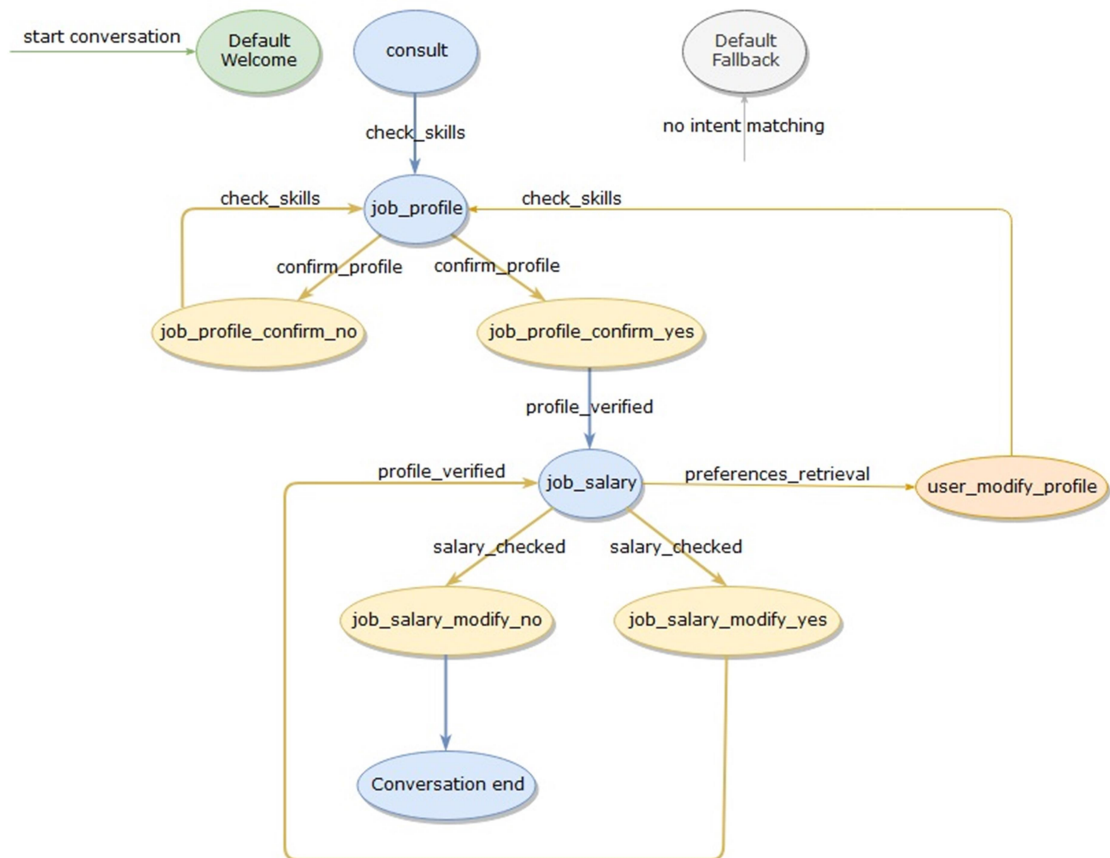 start conversation
Default
Welcome
consult
Default
Fallback
no intent matching
check_skills
check_skills
job_profile
check_skills
confirm_profile
confirm_profile
job_profile_confirm_no
job_profile_confirm_yes
profile_verified
profile_verified
job_salary
preferences_retrieval
user_modify_profile
salary_checked
salary_checked
job_salary_modify_no
job_salary_modify_yes
Conversation end